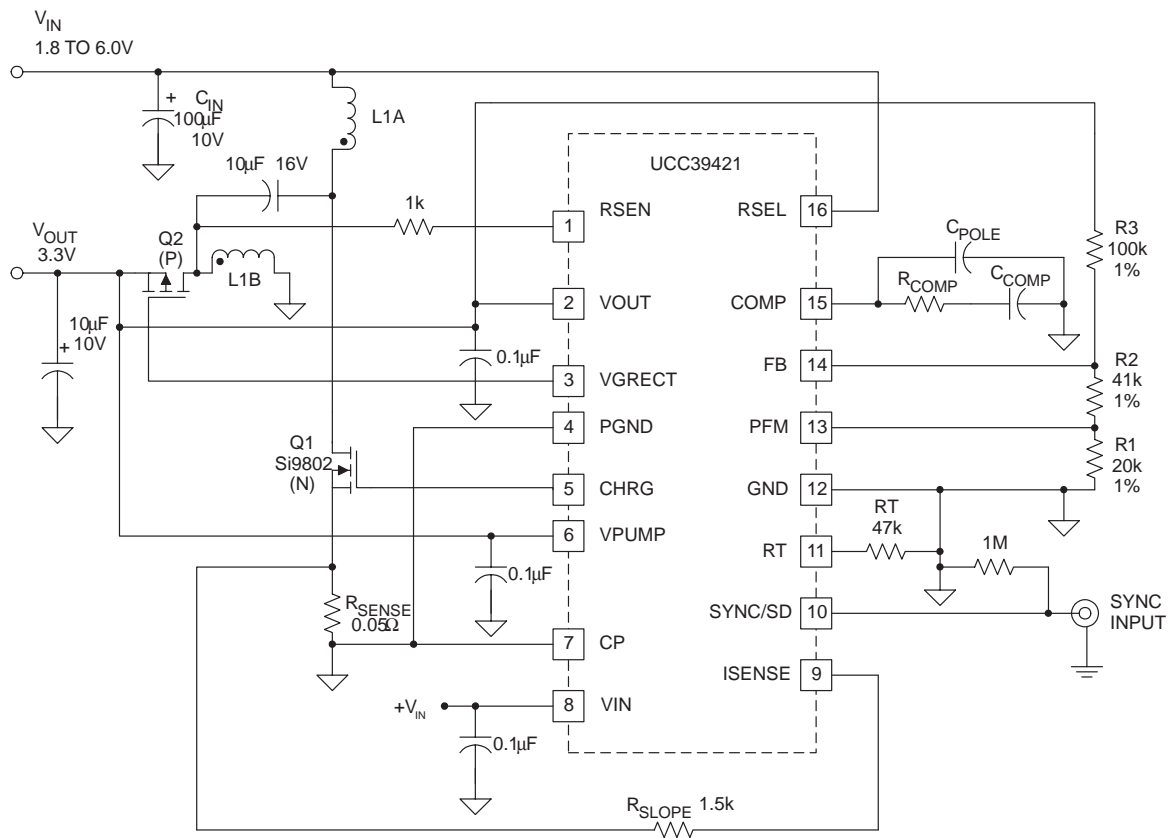 VIN
1.8 TO 6.0V
+
CIN
100µF
10V
L1A
10µF 16V
1k
VOUT
3.3V
Q2
(P)
L1B
10µF
+ 10V
0.1µF
Q1
Si9802
(N)
0.1µF
RSENSE
0.05Ω
+VIN
0.1µF
RSLOPE 1.5k
UCC39421
1 RSEN
2 VOUT
3 VGRECT
4 PGND
5 CHRG
6 VPUMP
7 CP
8 VIN
RSEL 16
COMP 15
FB 14
PFM 13
GND 12
RT 11
SYNC/SD 10
ISENSE 9
CPOLE
RCOMP
CCOMP
R3
100k
1%
R2
41k
1%
R1
20k
1%
RT
47k
1M
SYNC
INPUT